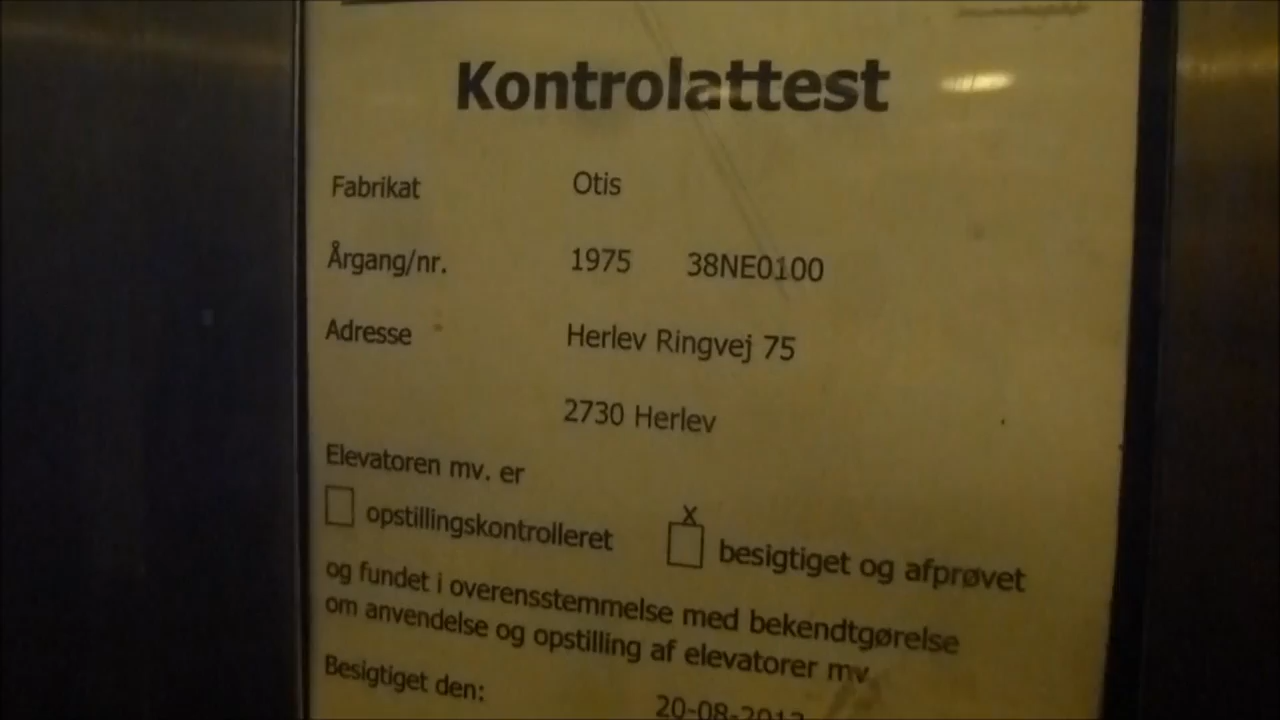 Kontrolattest
Fabrikat Otis
Årgang/nr. 1975 38NE0100
Adresse Herlev Ringvej 75
2730 Herlev
Elevatoren mv. er
opstillingskontrolleret x besigtiget og afprøvet
og fundet i overensstemmelse med bekendtgørelse
om anvendelse og opstilling af elevatorer mv
Besigtiget den: